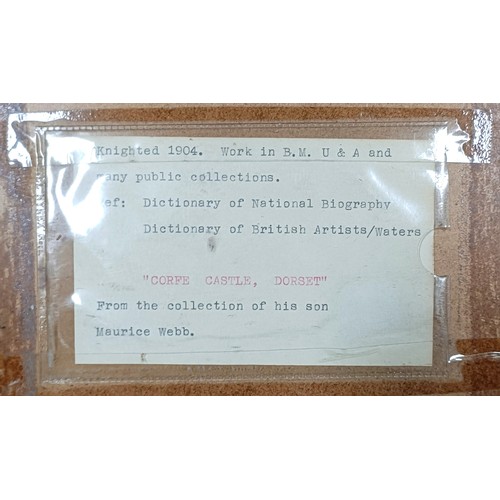 Knighted 1904. Work in B.M. U & A and
many public collections.
ref: Dictionary of National Biography
Dictionary of British Artists/Waters
"CORFE CASTLE, DORSET"
From the collection of his son
Maurice Webb.